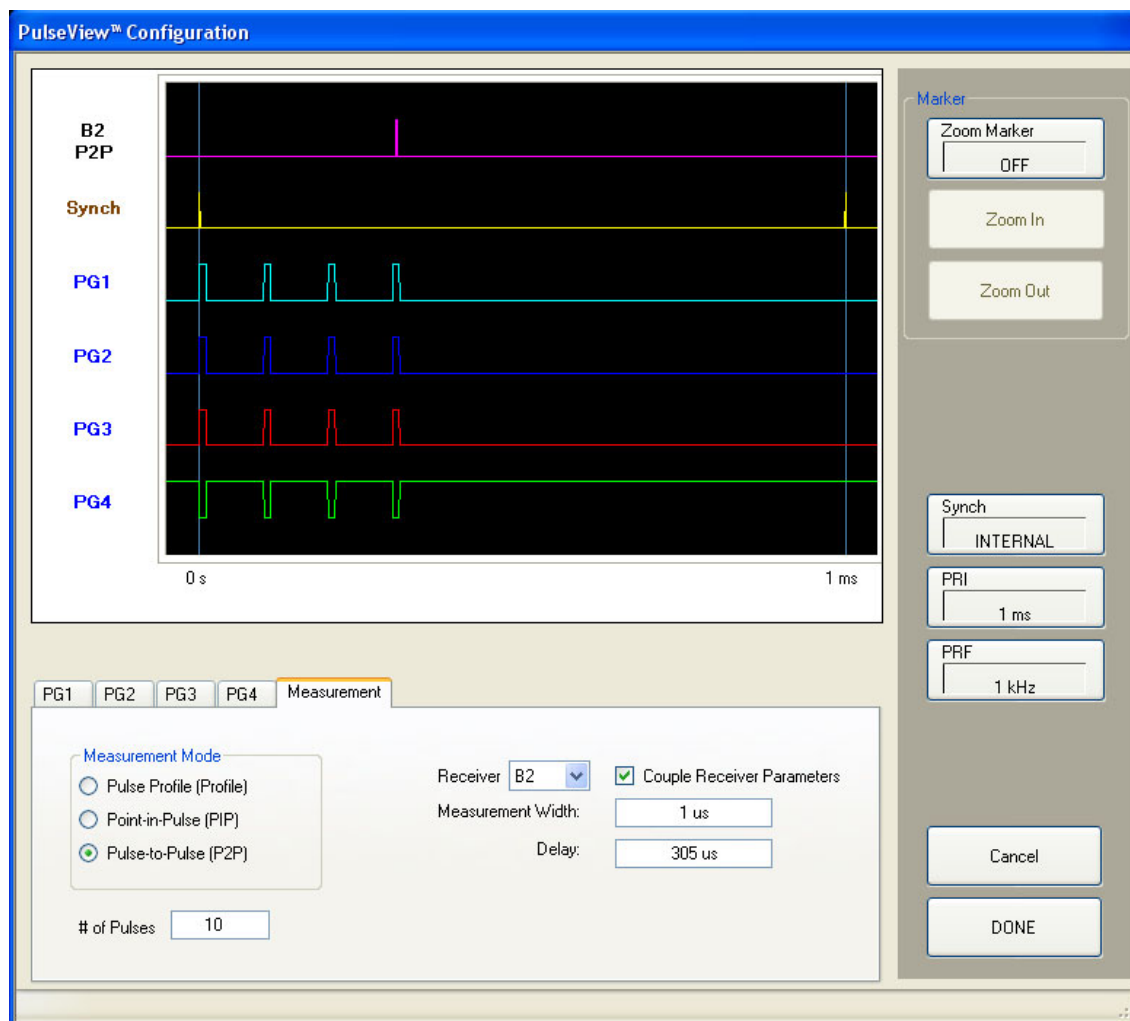 PulseView™ Configuration
B2
P2P
Synch
PG1
PG2
PG3
PG4
0 s
1 ms
Marker
Zoom Marker
OFF
Zoom In
Zoom Out
Synch
INTERNAL
PRI
1 ms
PRF
1 kHz
PG1 PG2 PG3 PG4 Measurement
Measurement Mode
Pulse Profile (Profile)
Point-in-Pulse (PIP)
Pulse-to-Pulse (P2P)
# of Pulses 10
Receiver B2 Couple Receiver Parameters
Measurement Width: 1 us
Delay: 305 us
Cancel
DONE